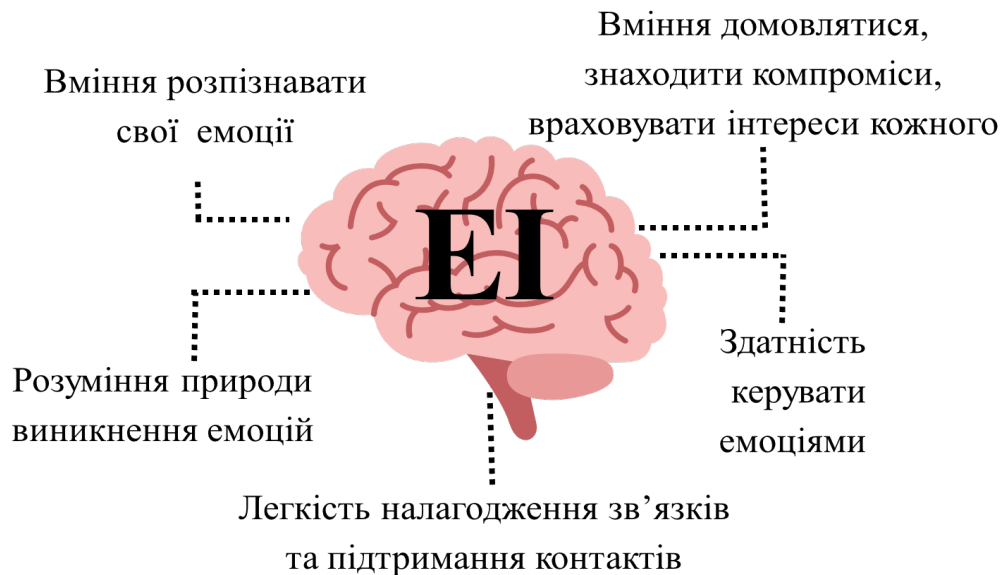 Вміння розпізнавати
свої емоції
Вміння домовлятися,
знаходити компроміси,
враховувати інтереси кожного
ЕІ
Розуміння природи
виникнення емоцій
Здатність
керувати
емоціями
Легкість налагодження зв’язків
та підтримання контактів